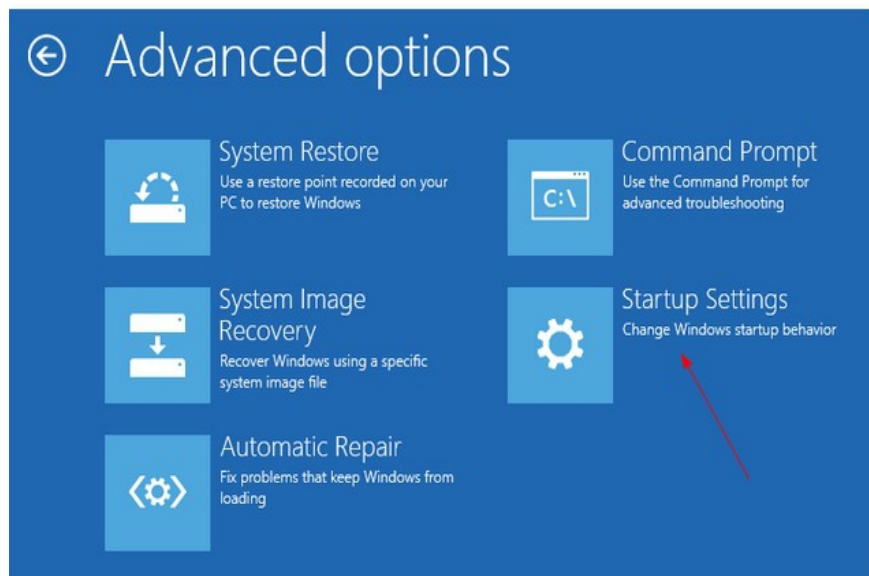 Advanced options
System Restore
Use a restore point recorded on your
PC to restore Windows
System Image
Recovery
Recover Windows using a specific
system image file
Automatic Repair
Fix problems that keep Windows from
loading
C:\
Command Prompt
Use the Command Prompt for
advanced troubleshooting
Startup Settings
Change Windows startup behavior